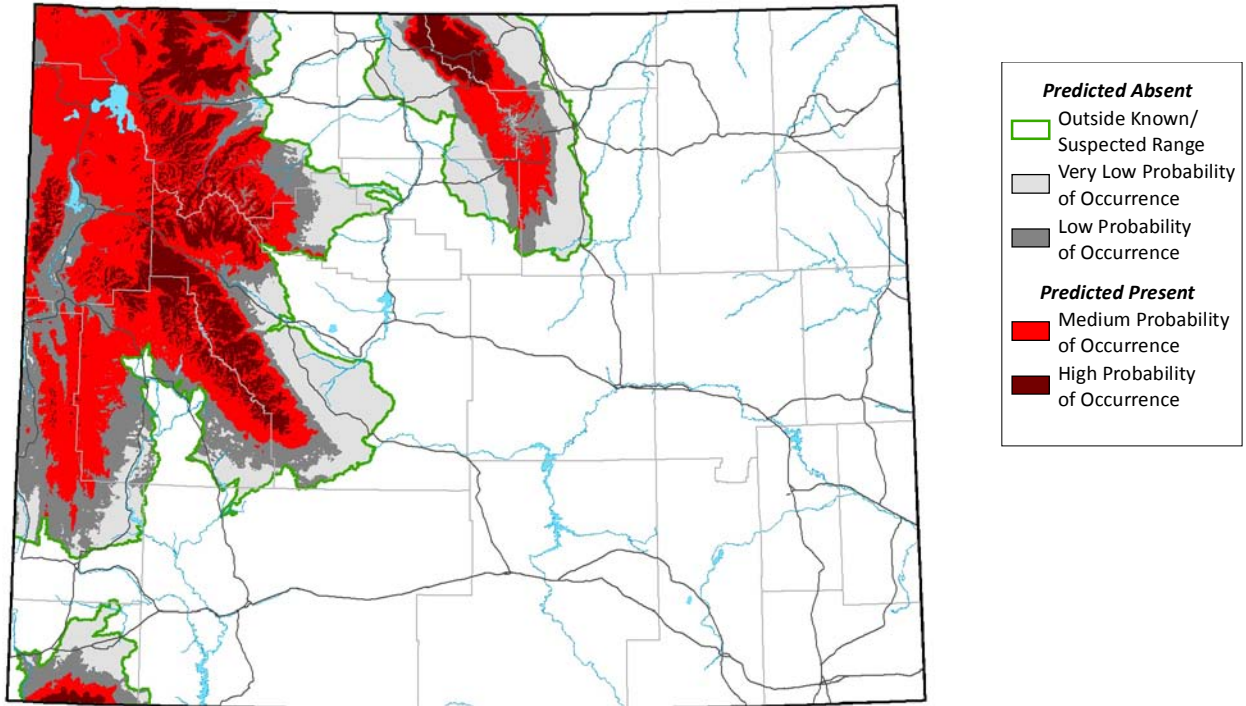 Predicted Absent
Outside Known/
Suspected Range
Very Low Probability
of Occurrence
Low Probability
of Occurrence
Predicted Present
Medium Probability
of Occurrence
High Probability
of Occurrence